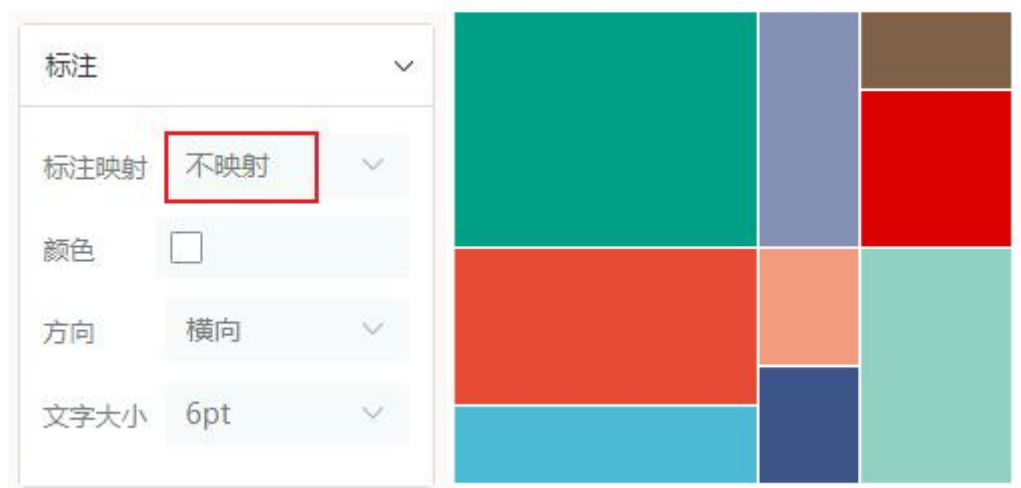 标注
标注映射 不映射
颜色
方向 横向
文字大小 6pt